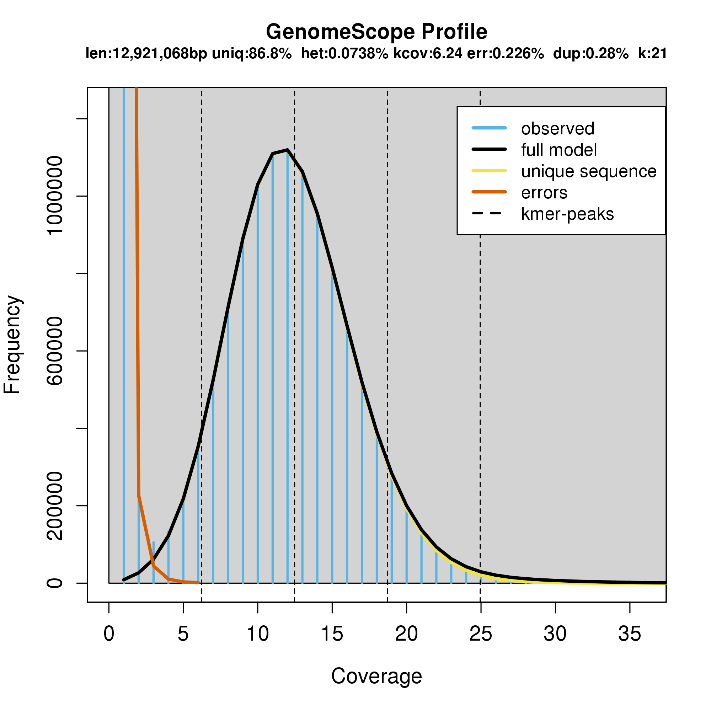 GenomeScope Profile
len:12,921,068bp uniq:86.8% het:0.0738% kcov:6.24 err:0.226% dup:0.28% k:21
observed
full model
unique sequence
errors
kmer-peaks
Frequency
1000000
600000
200000
0
0 5 10 15 20 25 30 35
Coverage